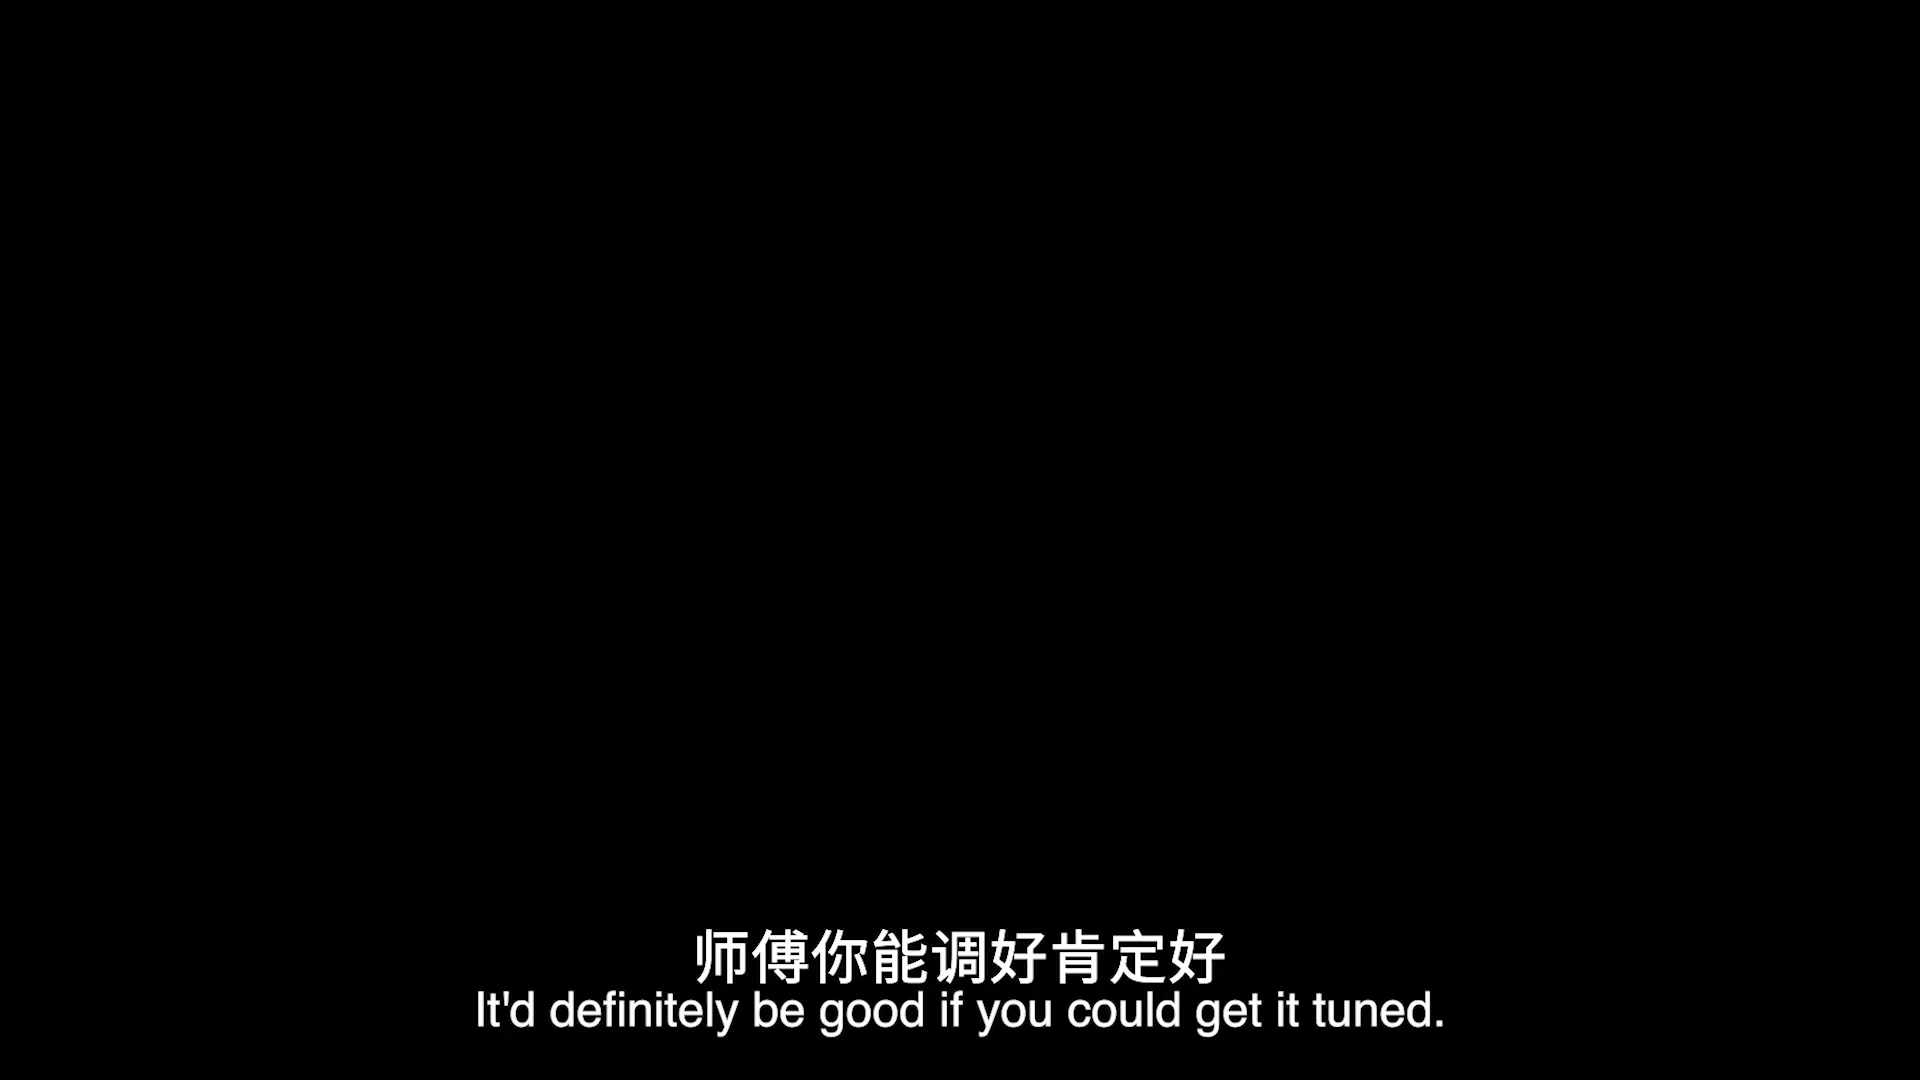 师傅你能调好肯定好
It'd definitely be good if you could get it tuned.